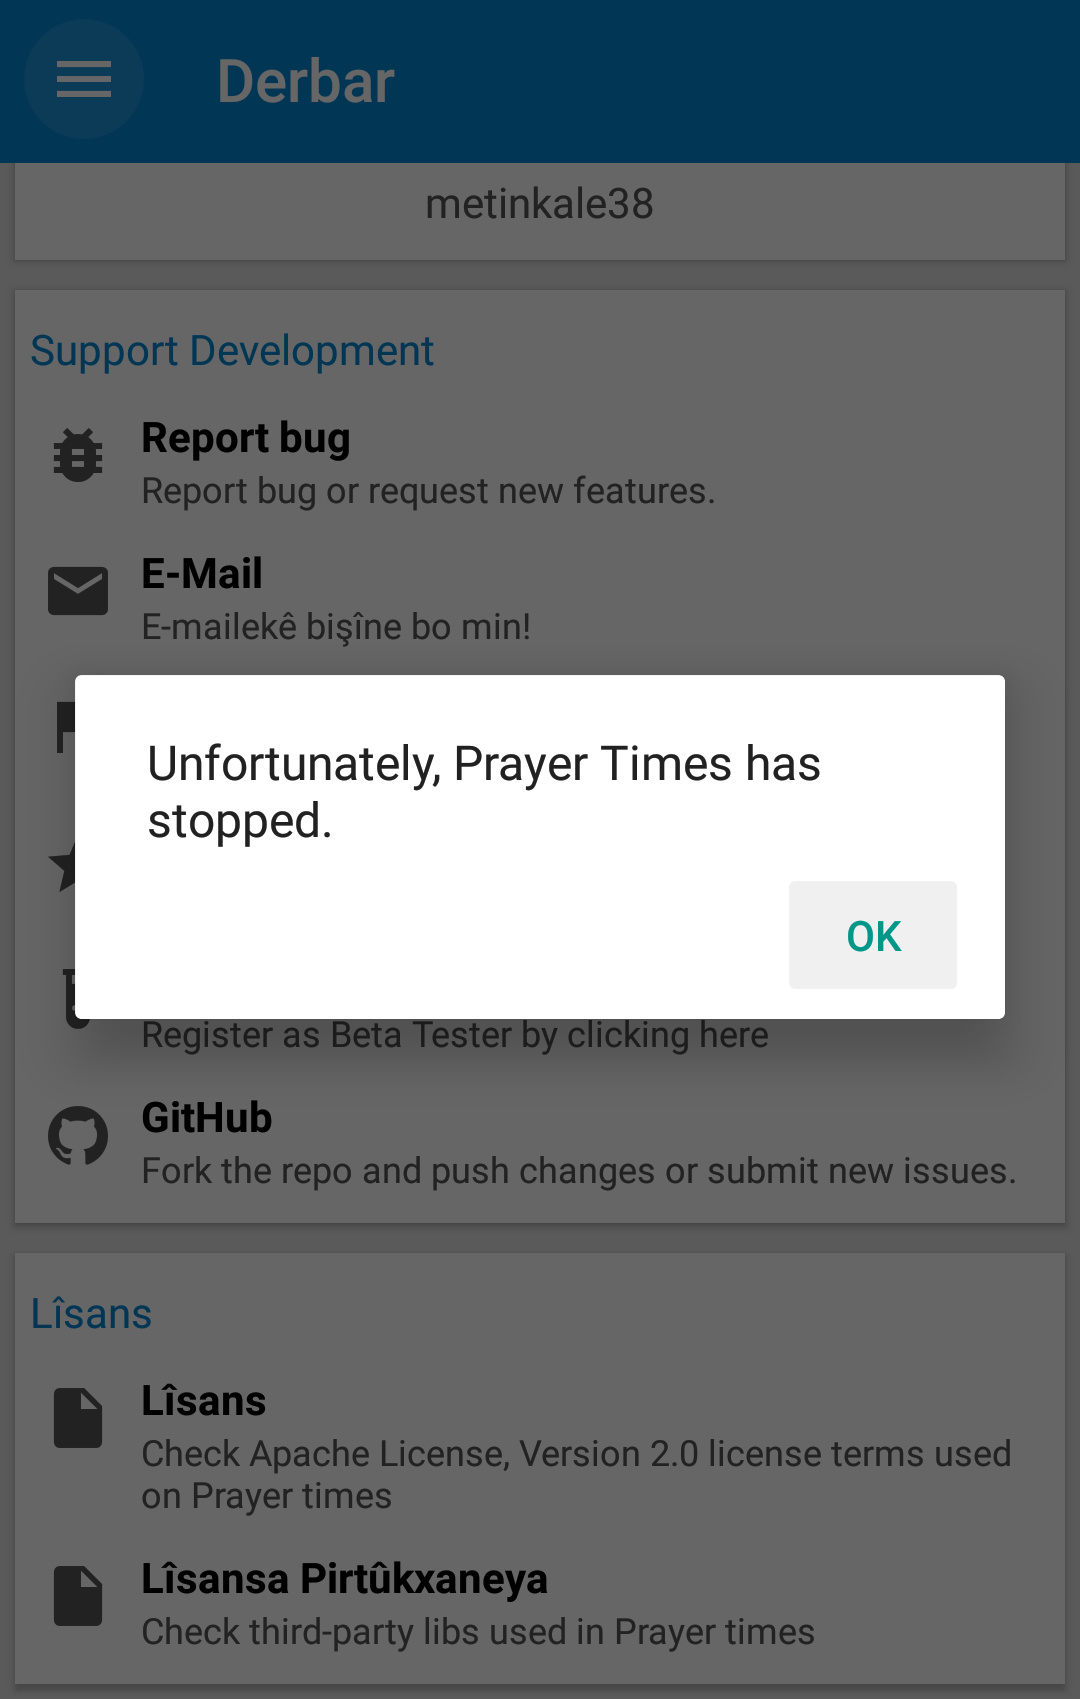 Derbar
metinkale38
Support Development
Report bug
Report bug or request new features.
E-Mail
E-mailekê bişîne bo min!
Unfortunately, Prayer Times has
stopped.
OK
Register as Beta Tester by clicking here
GitHub
Fork the repo and push changes or submit new issues.
Lîsans
Lîsans
Check Apache License, Version 2.0 license terms used
on Prayer times
Lîsansa Pirtûkxaneya
Check third-party libs used in Prayer times